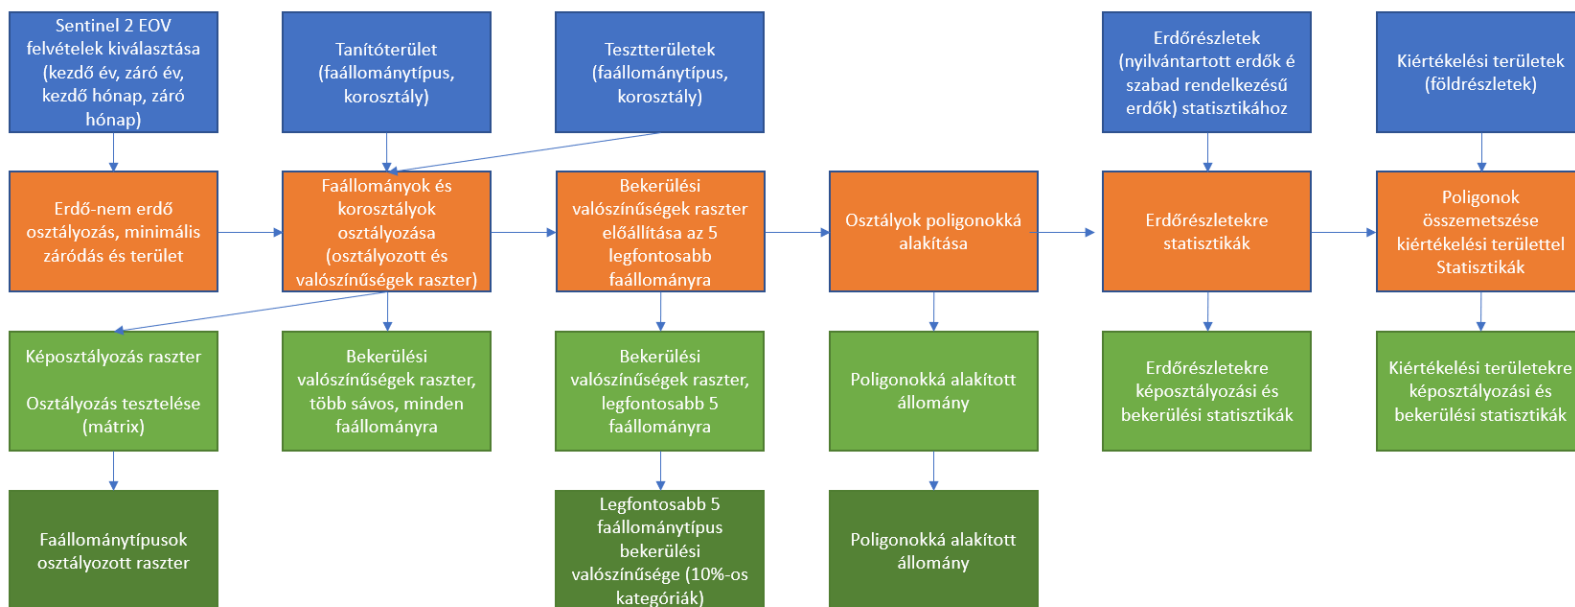 Sentinel 2 EOV
felvételek kiválasztása
(kezdő év, záró év,
kezdő hónap, záró
hónap)
Tanítóterület
(faállománytípus,
korosztály)
Tesztterületek
(faállománytípus,
korosztály)
Erdőrészletek
(nyilvántartott erdők é
szabad rendelkezésű
erdők) statisztikához
Kiértékelési területek
(földrészletek)
Erdő-nem erdő
osztályozás, minimális
záródás és terület
Faállományok és
korosztályok
osztályozása
(osztályozott és
valószínűségek raszter)
Bekerülési
valószínűségek raszter
előállítása az 5
legfontosabb
faállományra
Osztályok poligonokká
alakítása
Erdőrészletekre
statisztikák
Poligonok
összemetszése
kiértékelési területtel
Statisztikák
Képosztályozás raszter
Osztályozás tesztelése
(mátrix)
Bekerülési
valószínűségek raszter,
több sávos, minden
faállományra
Bekerülési
valószínűségek raszter,
legfontosabb 5
faállományra
Poligonokká alakított
állomány
Erdőrészletekre
képosztályozási és
bekerülési statisztikák
Kiértékelési területekre
képosztályozási és
bekerülési statisztikák
Faállománytípusok
osztályozott raszter
Legfontosabb 5
faállománytípus
bekerülési
valószínűsége (10%-os
kategóriák)
Poligonokká alakított
állomány